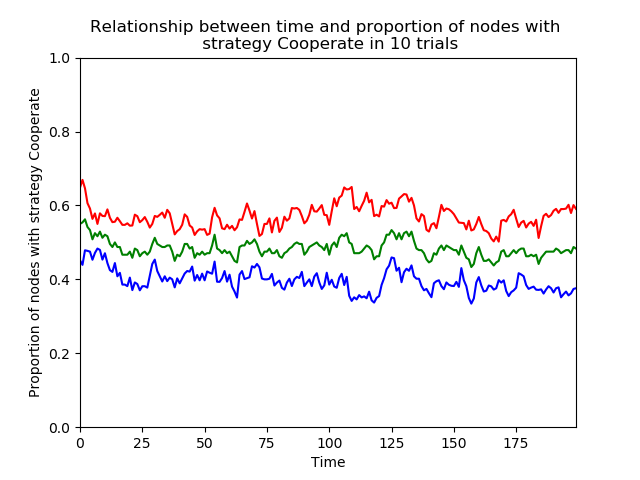 Relationship between time and proportion of nodes with
strategy Cooperate in 10 trials
Proportion of nodes with strategy Cooperate
1.0
0.8
0.6
0.4
0.2
0.0
0 25 50 75 100 125 150 175
Time